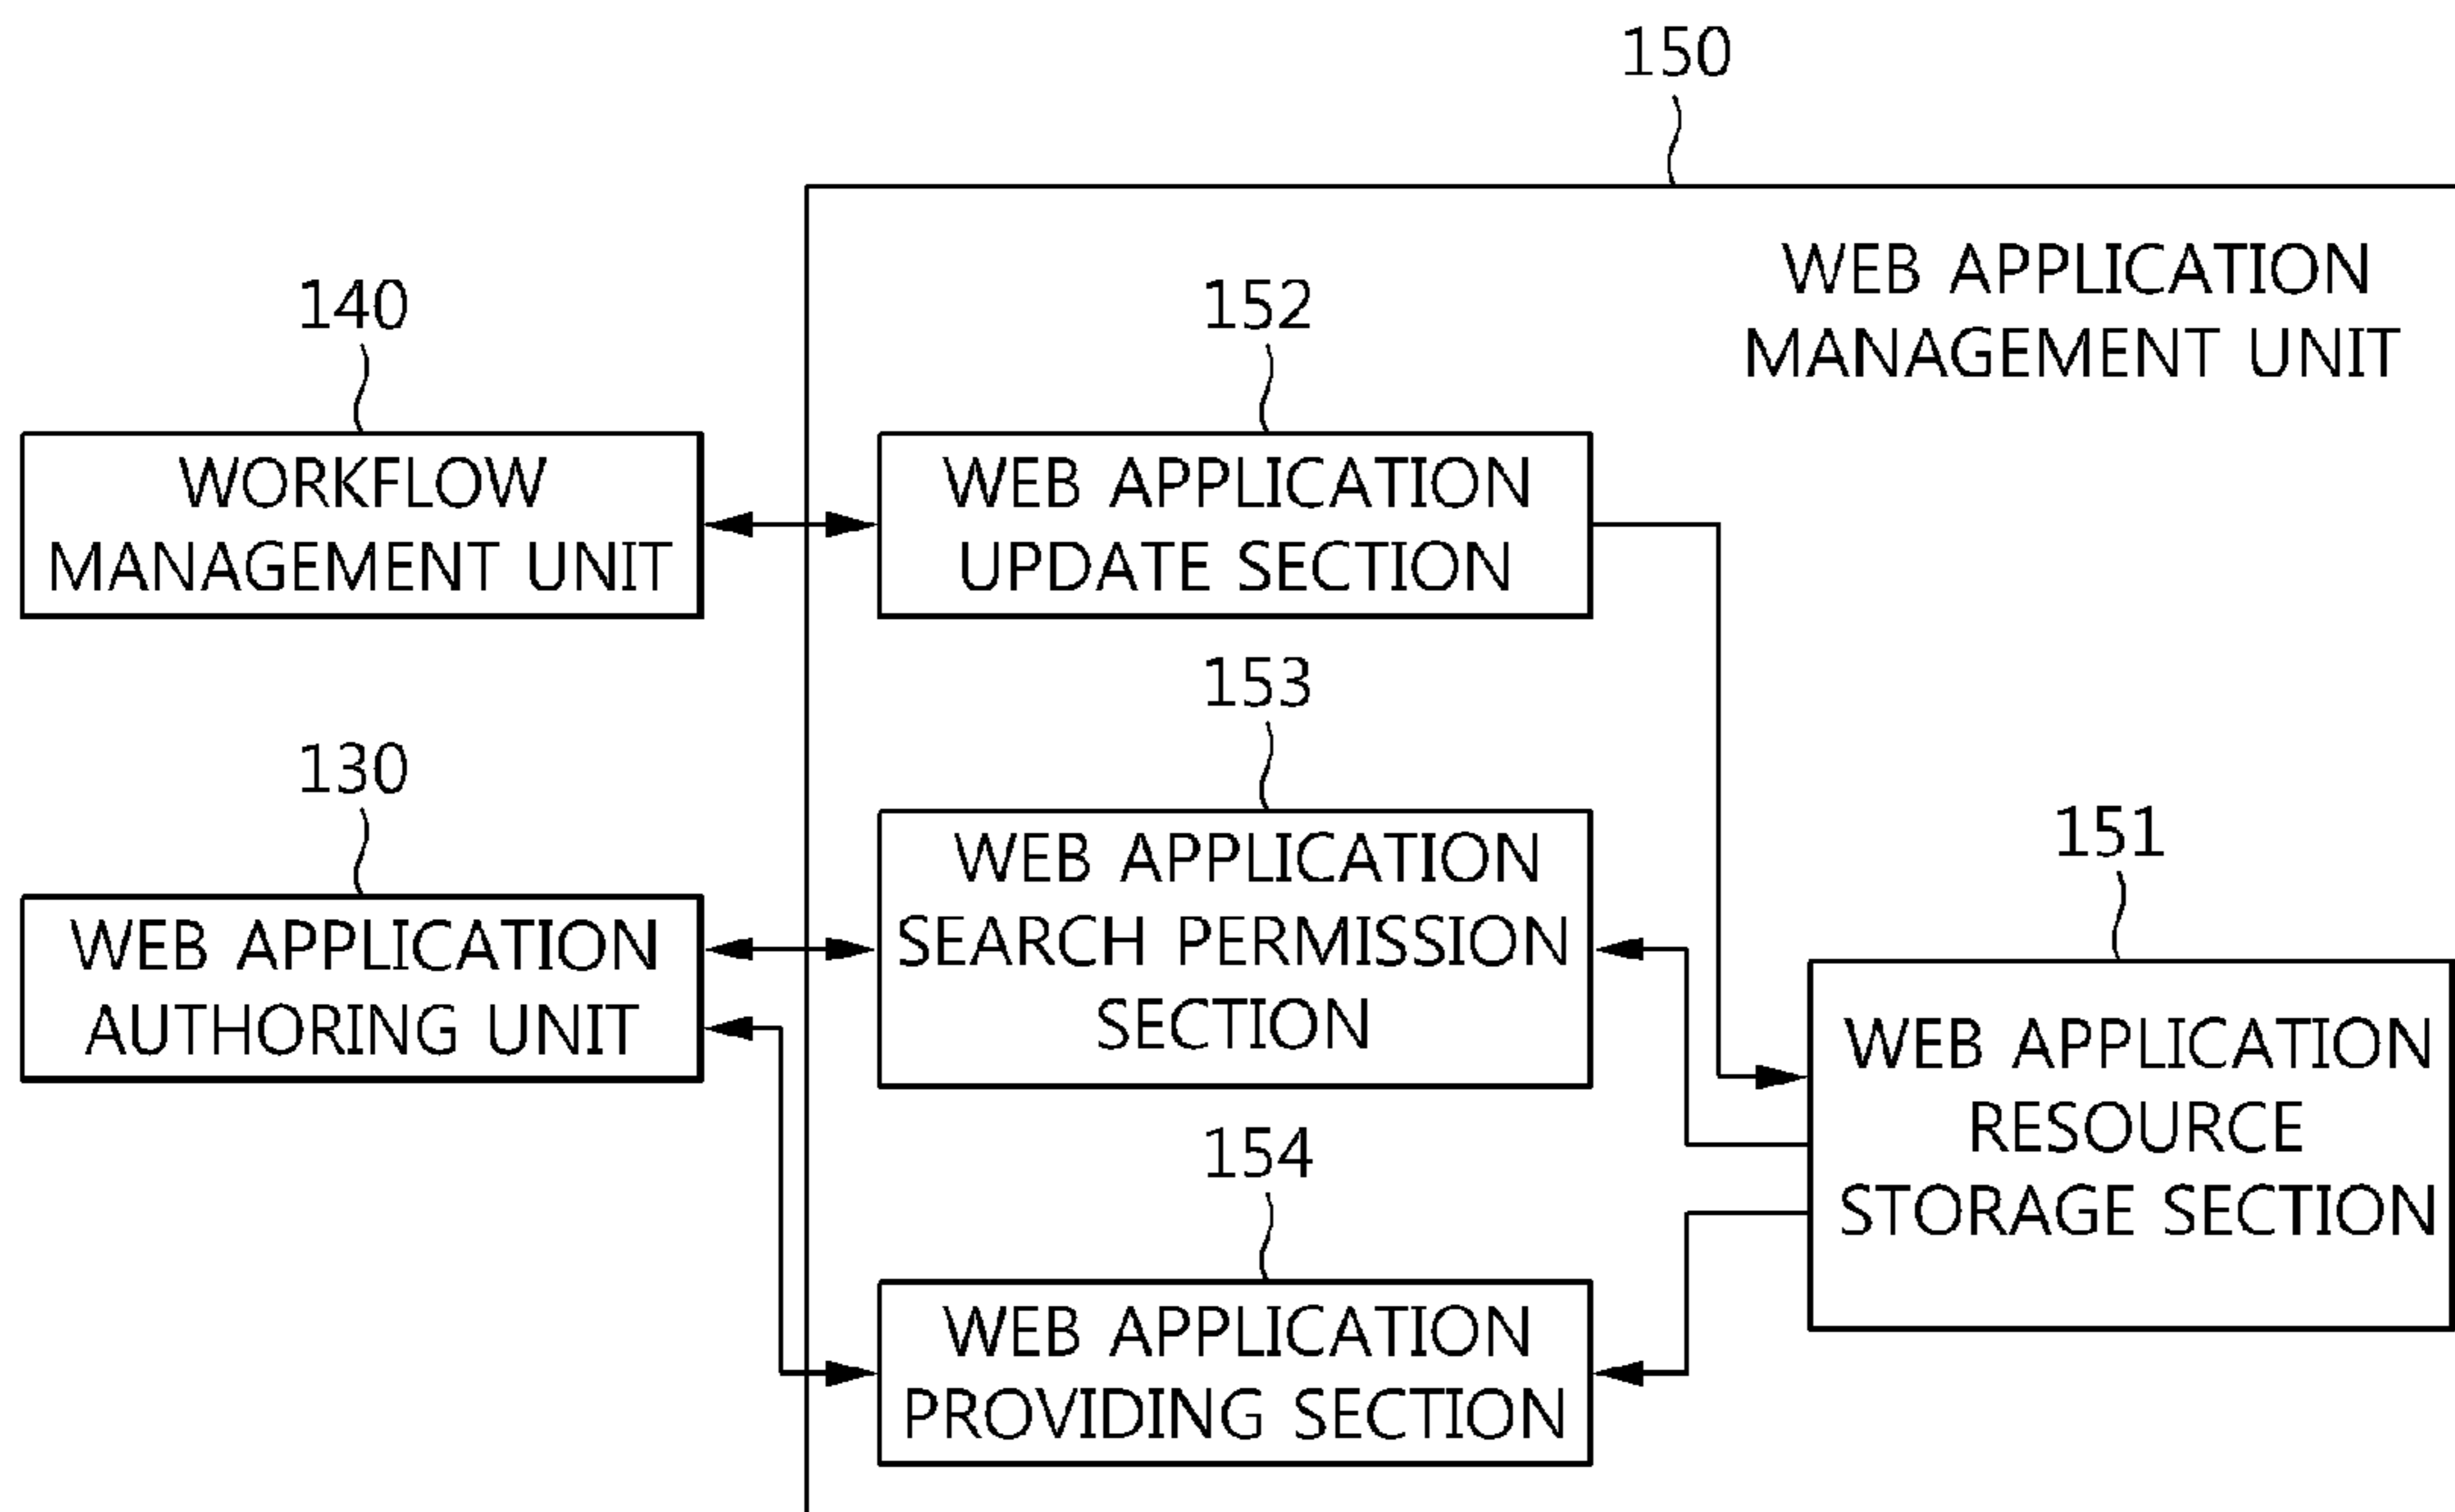 150
WEB APPLICATION
MANAGEMENT UNIT
140
WORKFLOW
MANAGEMENT UNIT
152
WEB APPLICATION
UPDATE SECTION
130
WEB APPLICATION
AUTHORING UNIT
153
WEB APPLICATION
SEARCH PERMISSION
SECTION
151
WEB APPLICATION
RESOURCE
STORAGE SECTION
154
WEB APPLICATION
PROVIDING SECTION